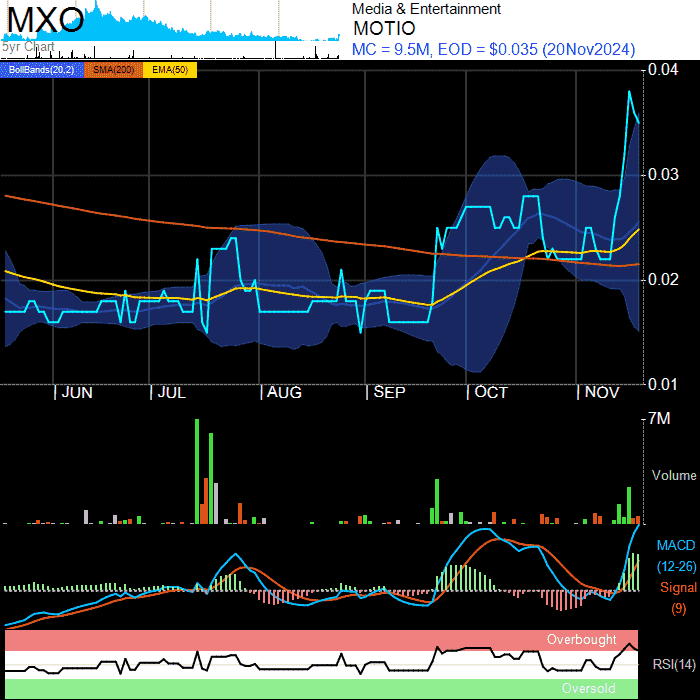 MXO
5yr Chart
Media & Entertainment
MOTIO
MC = 9.5M, EOD = $0.035 (20Nov2024)
BollBands(20,2) SMA(200) EMA(50)
0.04
0.03
0.02
0.01
JUN JUL AUG SEP OCT NOV
7M
Volume
MACD
(12-26)
Signal
(9)
Overbought
RSI(14)
Oversold